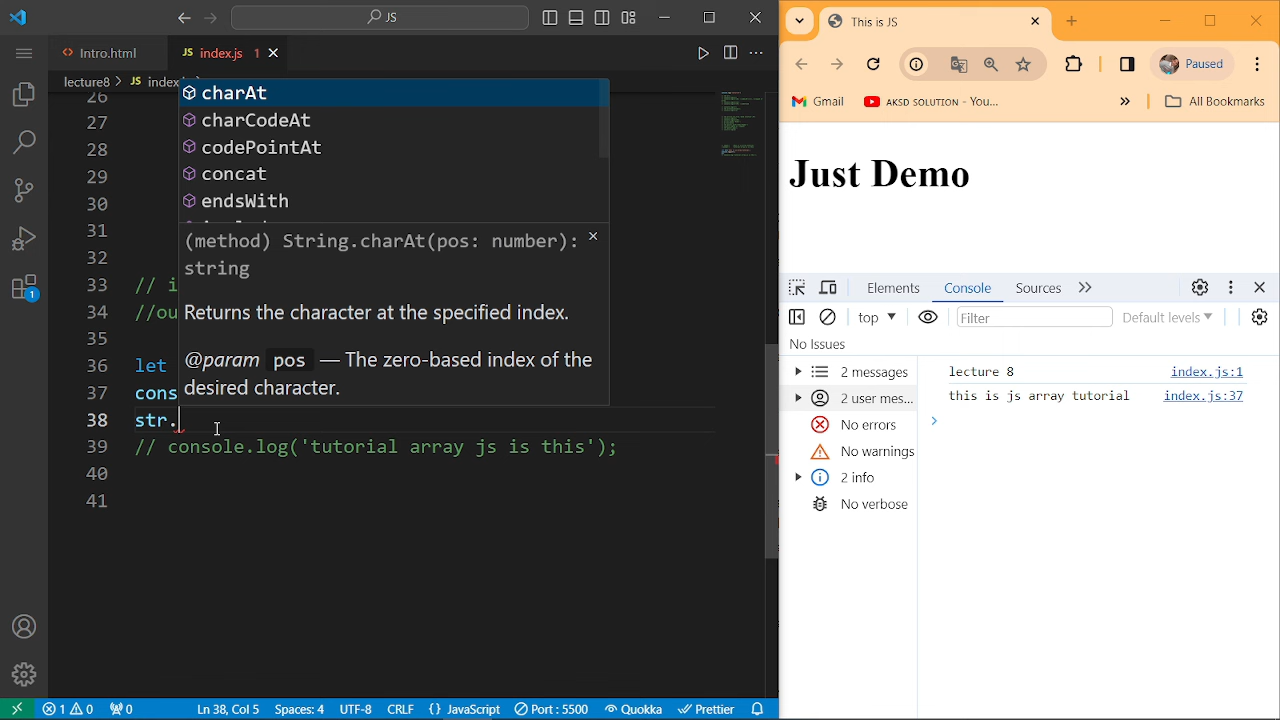 JS
Intro.html
JS index.js 1
lecture8 > JS index
26
27
28
29
30
31
32
33 // i
34 //ou
35
36 let
37 cons
38 str.
39 // console.log('tutorial array js is this');
40
41
charAt
charCodeAt
codePointAt
concat
endsWith
(method) String.charAt(pos: number):
string
Returns the character at the specified index.
@param pos — The zero-based index of the
desired character.
1
1 0 0
Ln 38, Col 5
Spaces: 4
UTF-8
CRLF
{} JavaScript
Port : 5500
Quokka
Prettier
This is JS
Paused
Gmail
AKSD SOLUTION - You...
All Bookmarks
Just Demo
Elements
Console
Sources
top
Filter
Default levels
No Issues
2 messages
2 user mes...
No errors
No warnings
2 info
No verbose
lecture 8 index.js:1
this is js array tutorial index.js:37